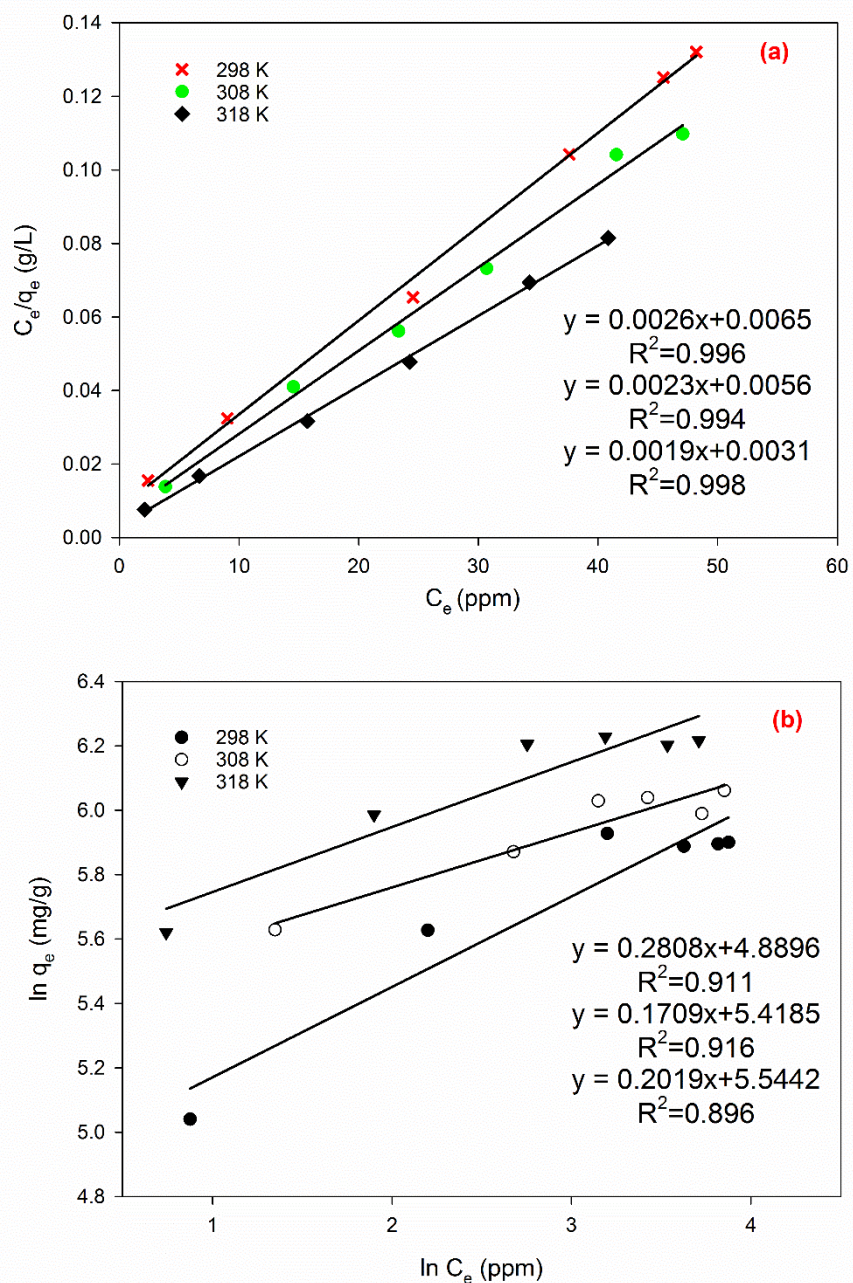 (a)
298 K
308 K
318 K
0.14
0.12
0.10
0.08
0.06
0.04
0.02
0.00
C_e/q_e (g/L)
y = 0.0026x+0.0065
R²=0.996
y = 0.0023x+0.0056
R²=0.994
y = 0.0019x+0.0031
R²=0.998
0 10 20 30 40 50 60
C_e (ppm)
(b)
298 K
308 K
318 K
6.4
6.2
6.0
5.8
5.6
5.4
5.2
5.0
4.8
ln q_e (mg/g)
y = 0.2808x+4.8896
R²=0.911
y = 0.1709x+5.4185
R²=0.916
y = 0.2019x+5.5442
R²=0.896
1 2 3 4
ln C_e (ppm)